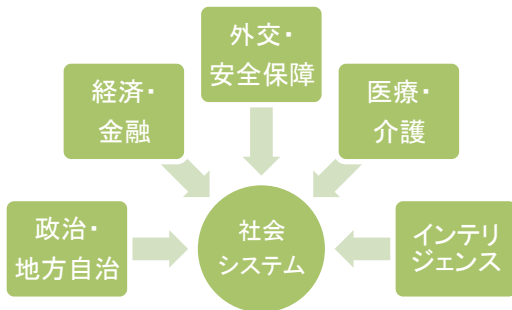 外交・
安全保障
経済・
金融
医療・
介護
政治・
地方自治
社会
システム
インテリ
ジェンス